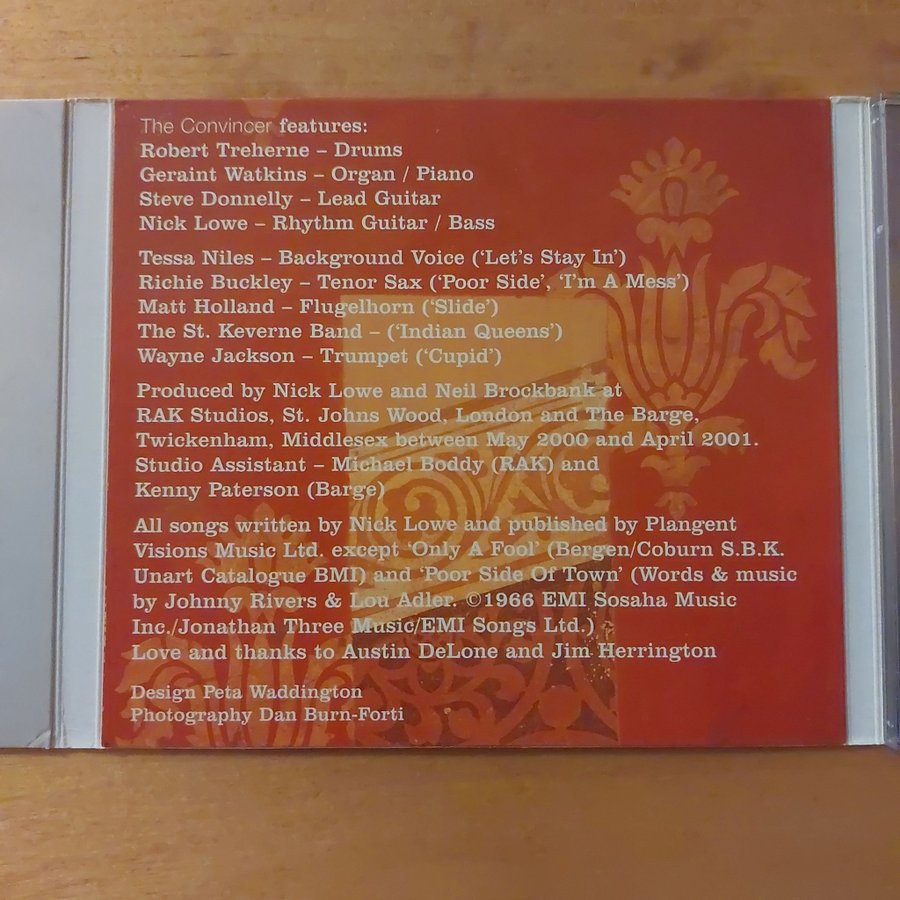 The Convincer features:
Robert Treherne – Drums
Geraint Watkins – Organ / Piano
Steve Donnelly – Lead Guitar
Nick Lowe – Rhythm Guitar / Bass
Tessa Niles – Background Voice (‘Let’s Stay In’)
Richie Buckley – Tenor Sax (‘Poor Side’, ‘I’m A Mess’)
Matt Holland – Flugelhorn (‘Slide’)
The St. Keverne Band – (‘Indian Queens’)
Wayne Jackson – Trumpet (‘Cupid’)
Produced by Nick Lowe and Neil Brockbank at
RAK Studios, St. Johns Wood, London and The Barge,
Twickenham, Middlesex between May 2000 and April 2001.
Studio Assistant – Michael Boddy (RAK) and
Kenny Paterson (Barge)
All songs written by Nick Lowe and published by Plangent
Visions Music Ltd. except ‘Only A Fool’ (Bergen/Coburn S.B.K.
Unart Catalogue BMI) and ‘Poor Side Of Town’ (Words & music
by Johnny Rivers & Lou Adler. ©1966 EMI Sosaha Music
Inc./Jonathan Three Music/EMI Songs Ltd.)
Love and thanks to Austin DeLone and Jim Herrington
Design Peta Waddington
Photography Dan Burn-Forti